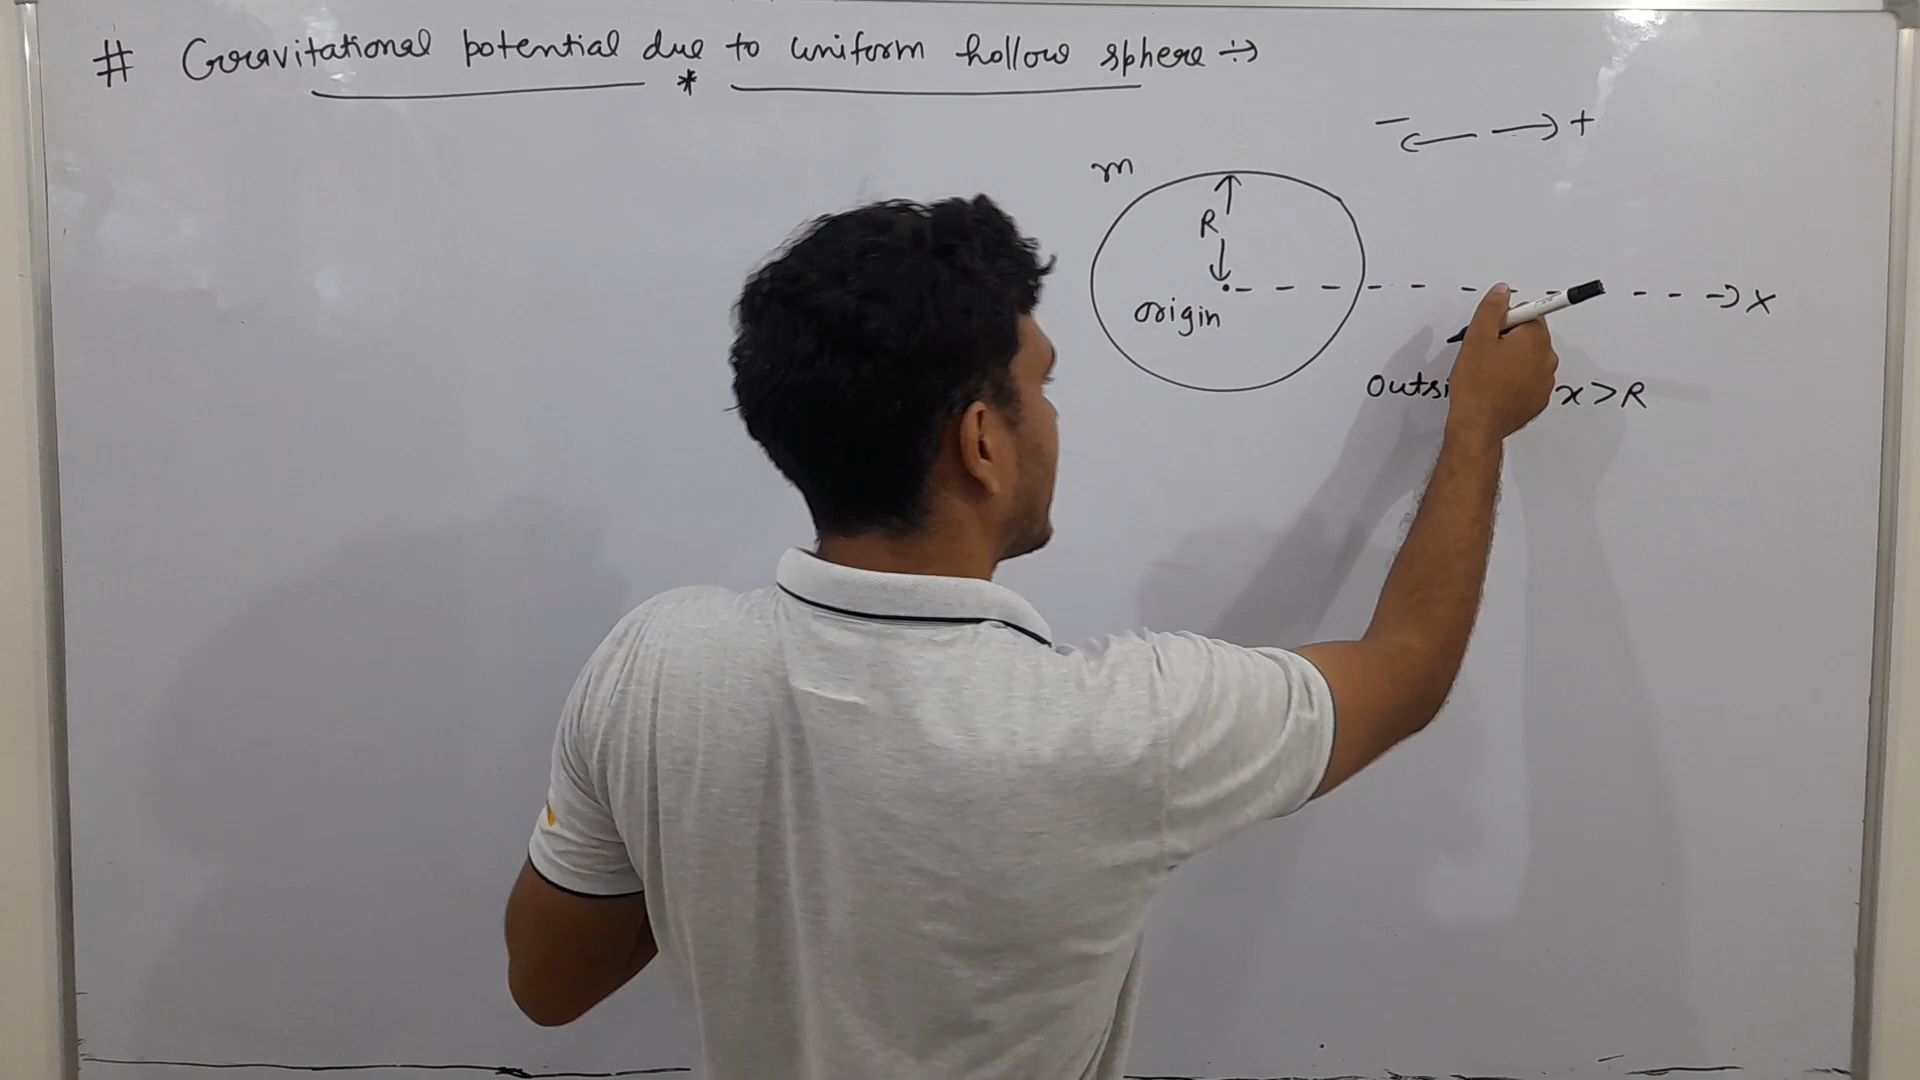 # Gravitational potential due to uniform hollow sphere ÷>
*
- ← → +
m
R
origin
→ X
x>R